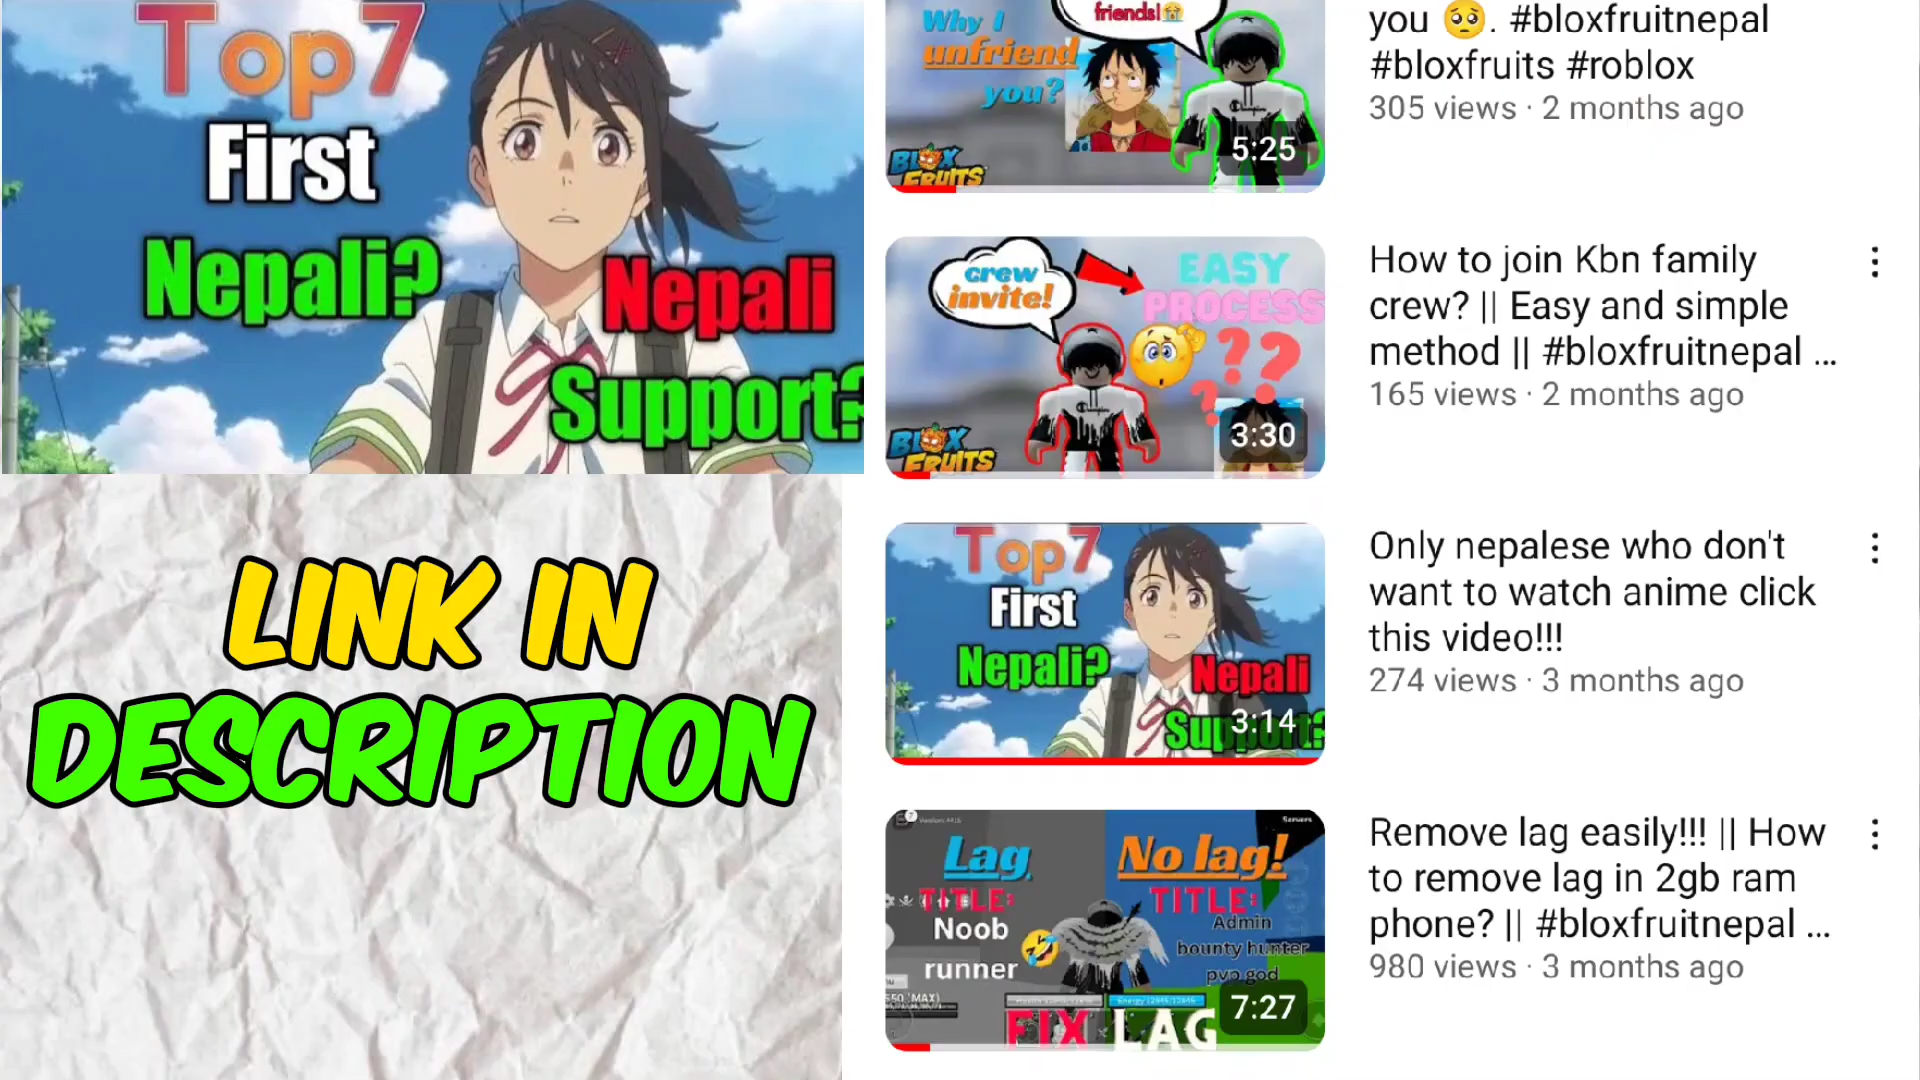 Top7
First
Nepali?
Nepali
Support?
LINK IN
DESCRIPTION
Why I
unfriend
you?
friends!😭
BLOX
FRUITS
5:25
you 🥺. #bloxfruitnepal
#bloxfruits #roblox
305 views · 2 months ago
crew
invite!
EASY
PROCESS
??
?
Champion
BLOX
FRUITS
3:30
How to join Kbn family
crew? || Easy and simple
method || #bloxfruitnepal ...
165 views · 2 months ago
Top7
First
Nepali?
Nepali
Support?
3:14
Only nepalese who don't
want to watch anime click
this video!!!
274 views · 3 months ago
Servers
Lag
No lag!
TITLE:
TITLE:
Noob
runner
Admin
bounty hunter
pvp god
FIX LAG
7:27
Remove lag easily!!! || How
to remove lag in 2gb ram
phone? || #bloxfruitnepal ...
980 views · 3 months ago